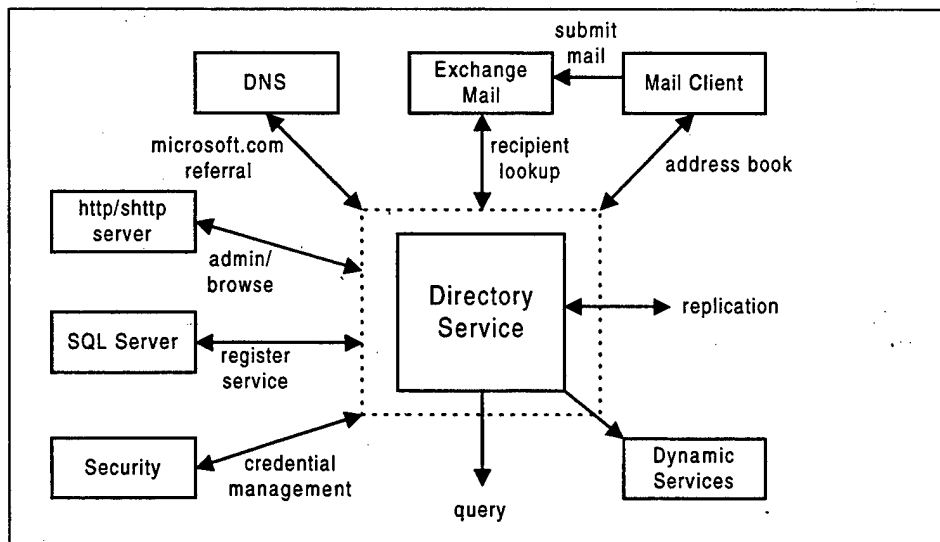 submit
mail
DNS
Exchange
Mail
Mail Client
microsoft.com
referral
recipient
lookup
address book
http/shttp
server
admin/
browse
Directory
Service
replication
SQL Server
register
service
Security
credential
management
Dynamic
Services
query